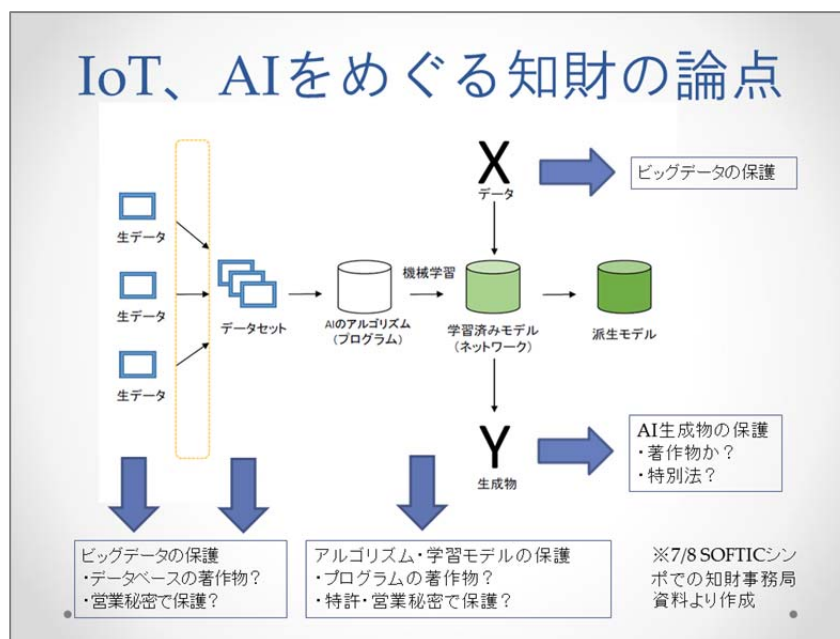 IoT、AIをめぐる知財の論点
X
データ
ビッグデータの保護
生データ
生データ
生データ
データセット
AIのアルゴリズム
(プログラム)
機械学習
学習済みモデル
(ネットワーク)
派生モデル
Y
生成物
AI生成物の保護
・著作物か？
・特別法？
ビッグデータの保護
・データベースの著作物？
・営業秘密で保護？
アルゴリズム・学習モデルの保護
・プログラムの著作物？
・特許・営業秘密で保護？
※7/8 SOFTICシン
ポでの知財事務局
資料より作成